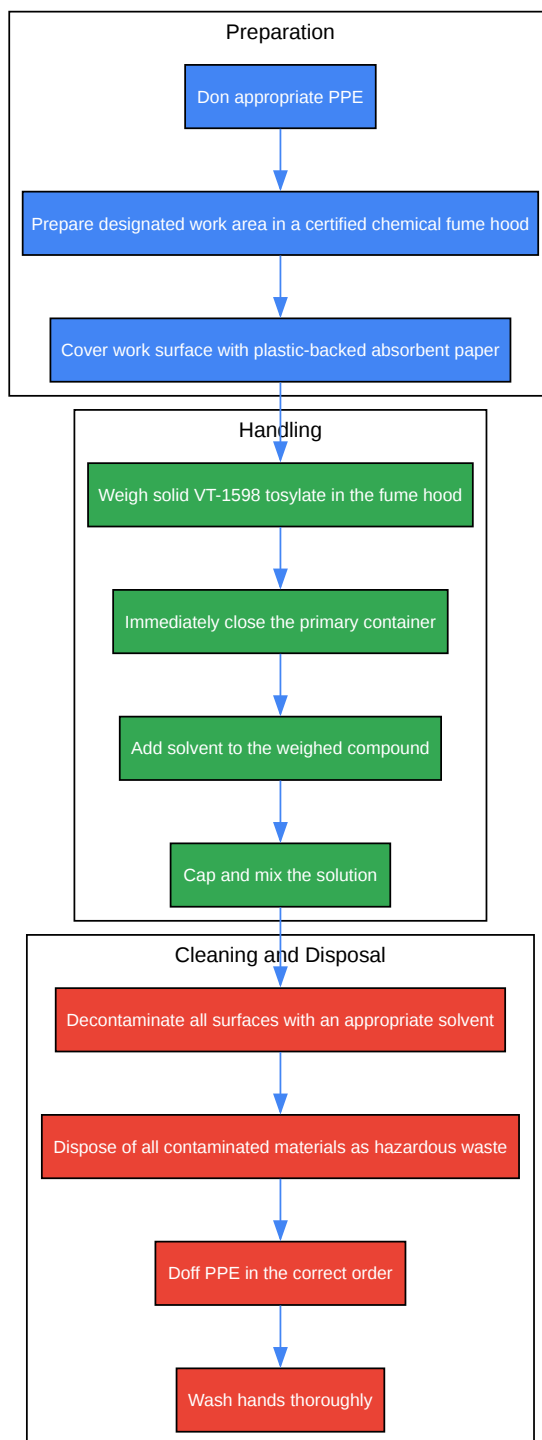 Preparation
Don appropriate PPE
Prepare designated work area in a certified chemical fume hood
Cover work surface with plastic-backed absorbent paper
Handling
Weigh solid VT-1598 tosylate in the fume hood
Immediately close the primary container
Add solvent to the weighed compound
Cap and mix the solution
Cleaning and Disposal
Decontaminate all surfaces with an appropriate solvent
Dispose of all contaminated materials as hazardous waste
Doff PPE in the correct order
Wash hands thoroughly